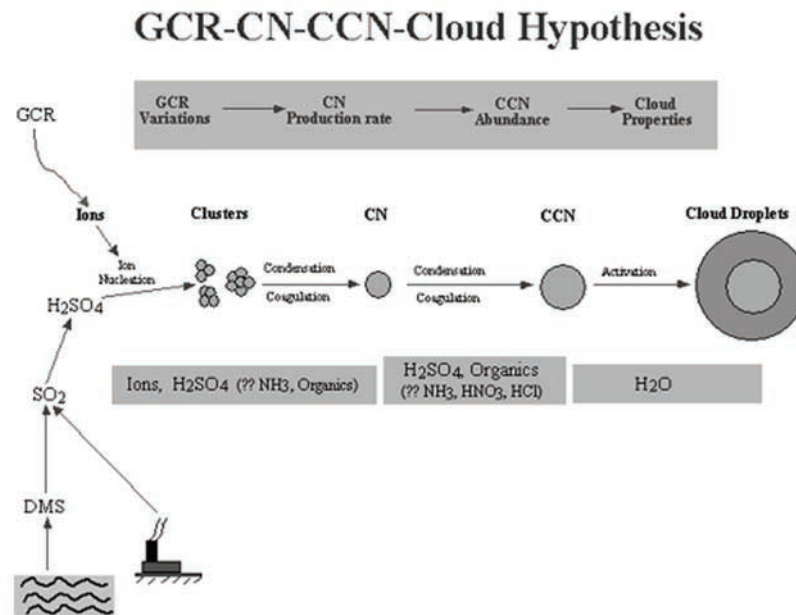 GCR-CN-CCN-Cloud Hypothesis
GCR
Variations
CN
Production rate
CCN
Abundance
Cloud
Properties
GCR
Ions
Clusters
CN
CCN
Cloud Droplets
Ion
Nucleation
Condensation
Coagulation
Condensation
Coagulation
Activation
H2SO4
Ions, H2SO4 (?? NH3, Organics)
H2SO4, Organics
(?? NH3, HNO3, HCl)
H2O
SO2
DMS